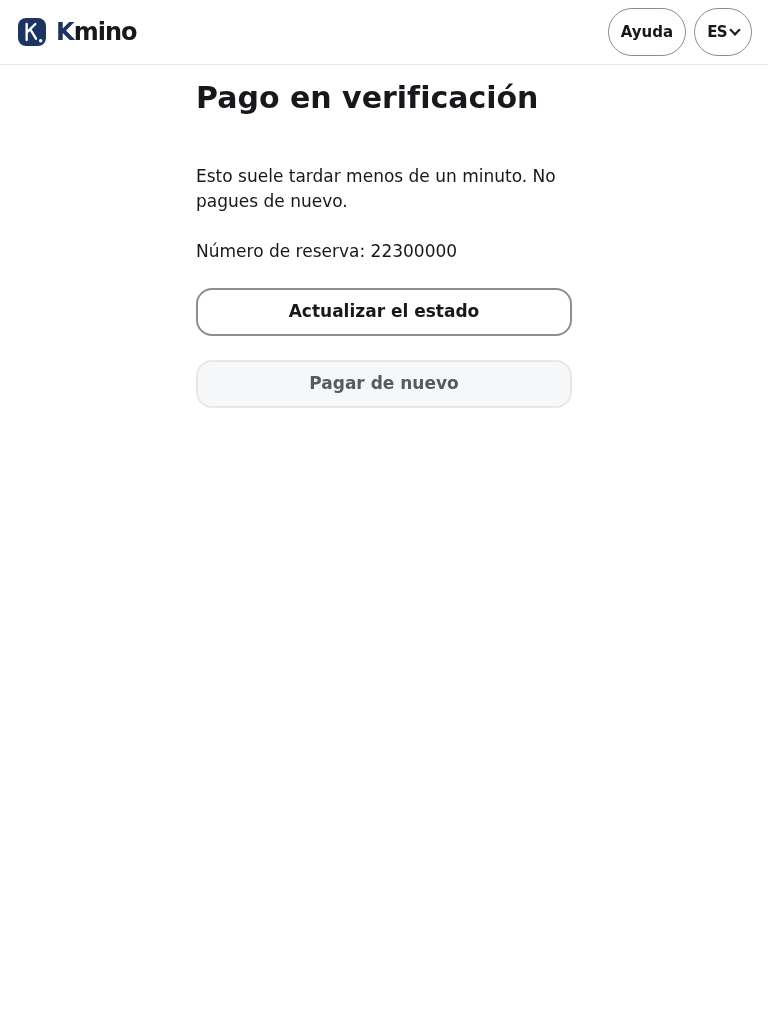 Kmino
Ayuda
ES
Pago en verificación
Esto suele tardar menos de un minuto. No
pagues de nuevo.
Número de reserva: 22300000
Actualizar el estado
Pagar de nuevo